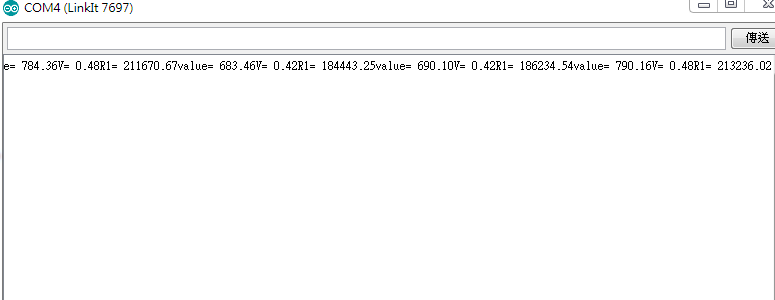 COM4 (LinkIt 7697)
傳送
e= 784.36V= 0.48R1= 211670.67value= 683.46V= 0.42R1= 184443.25value= 690.10V= 0.42R1= 186234.54value= 790.16V= 0.48R1= 213236.02